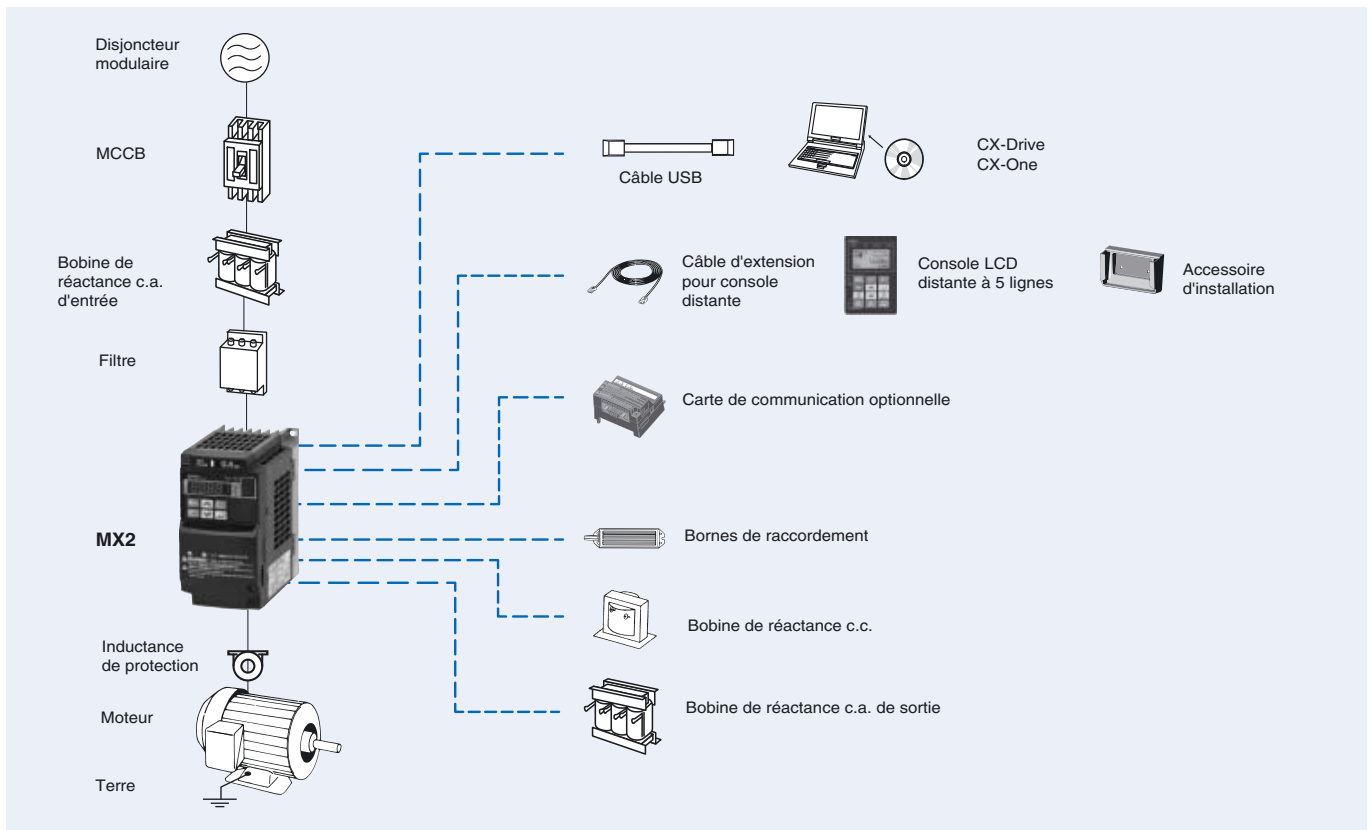 Disjoncteur
modulaire
MCCB
Bobine de
réactance c.a.
d'entrée
Filtre
MX2
Inductance
de protection
Moteur
Terre
Câble USB
CX-Drive
CX-One
Câble d'extension
pour console
distante
Console LCD
distante à 5 lignes
Accessoire
d'installation
Carte de communication optionnelle
Bornes de raccordement
Bobine de réactance c.c.
Bobine de réactance c.a. de sortie